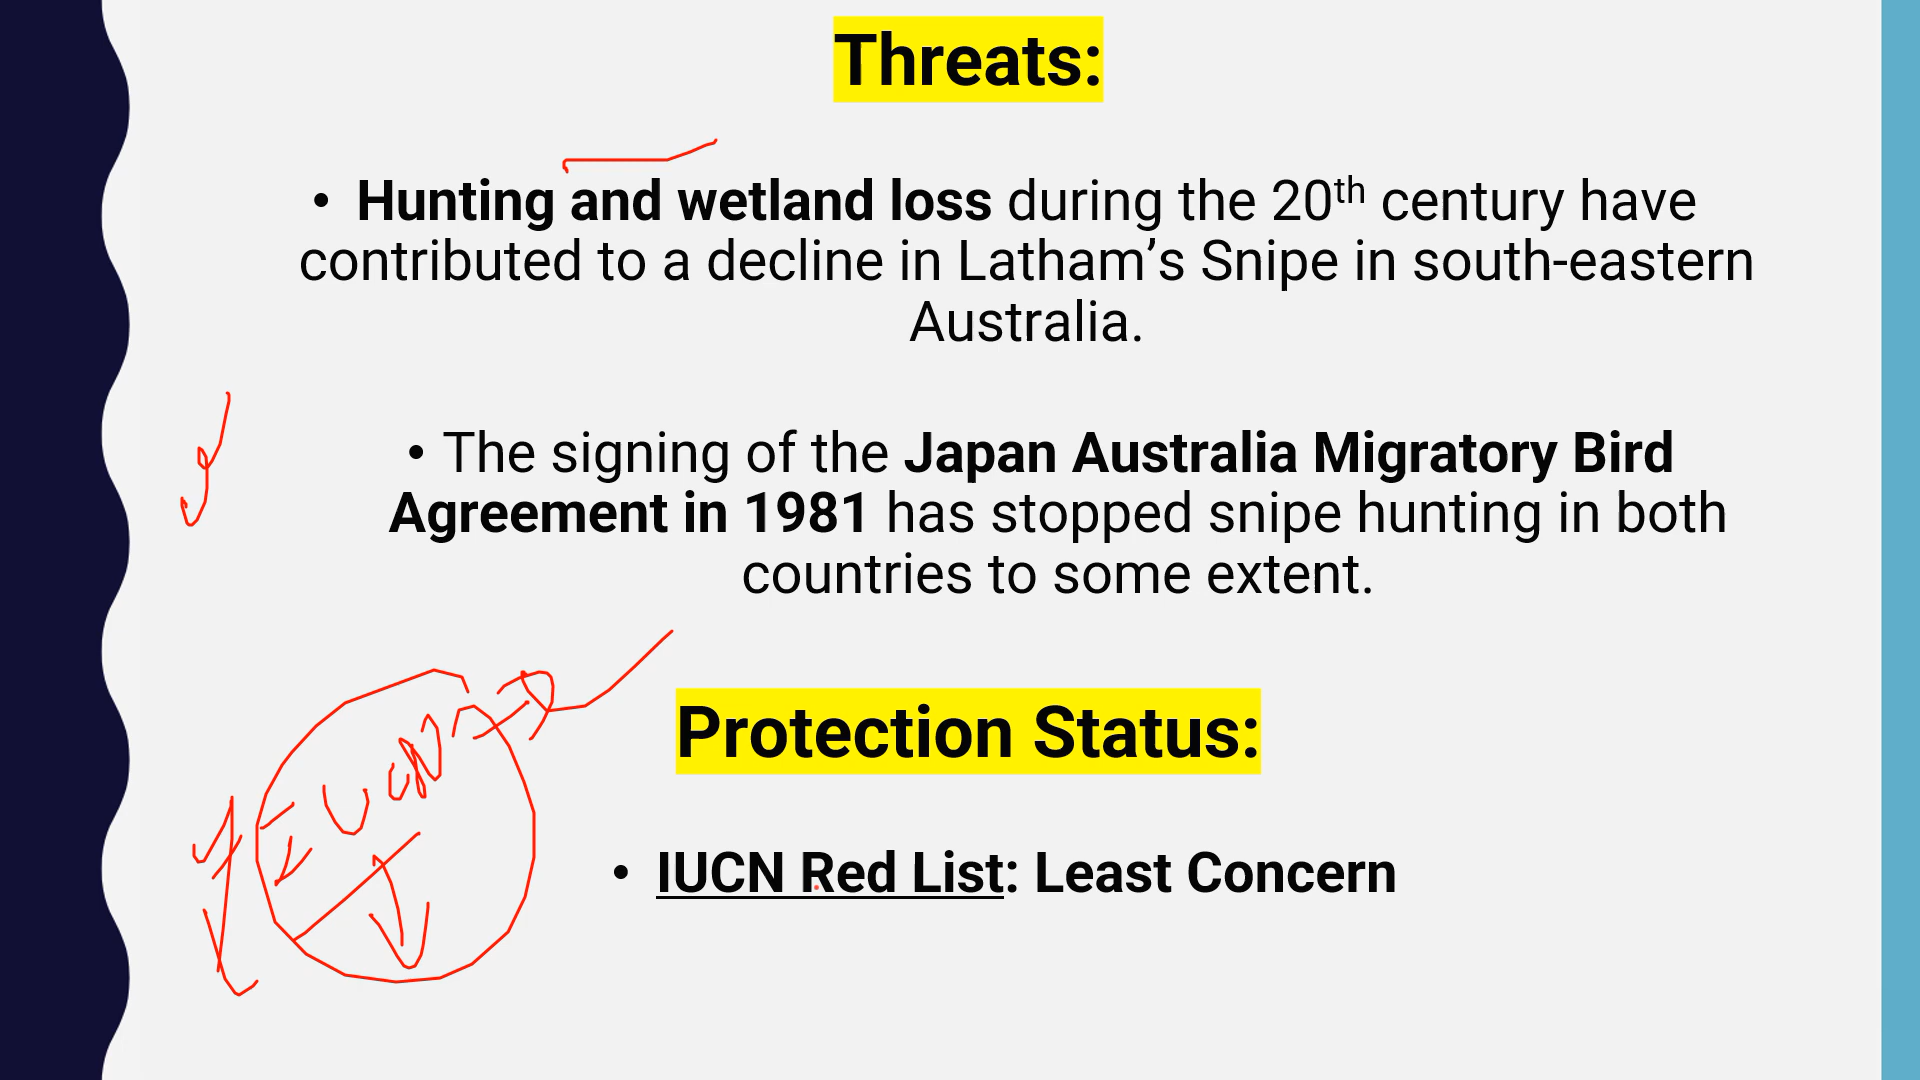 Threats:
• Hunting and wetland loss during the 20th century have
contributed to a decline in Latham’s Snipe in south-eastern
Australia.
• The signing of the Japan Australia Migratory Bird
Agreement in 1981 has stopped snipe hunting in both
countries to some extent.
IUCN
Protection Status:
• IUCN Red List: Least Concern